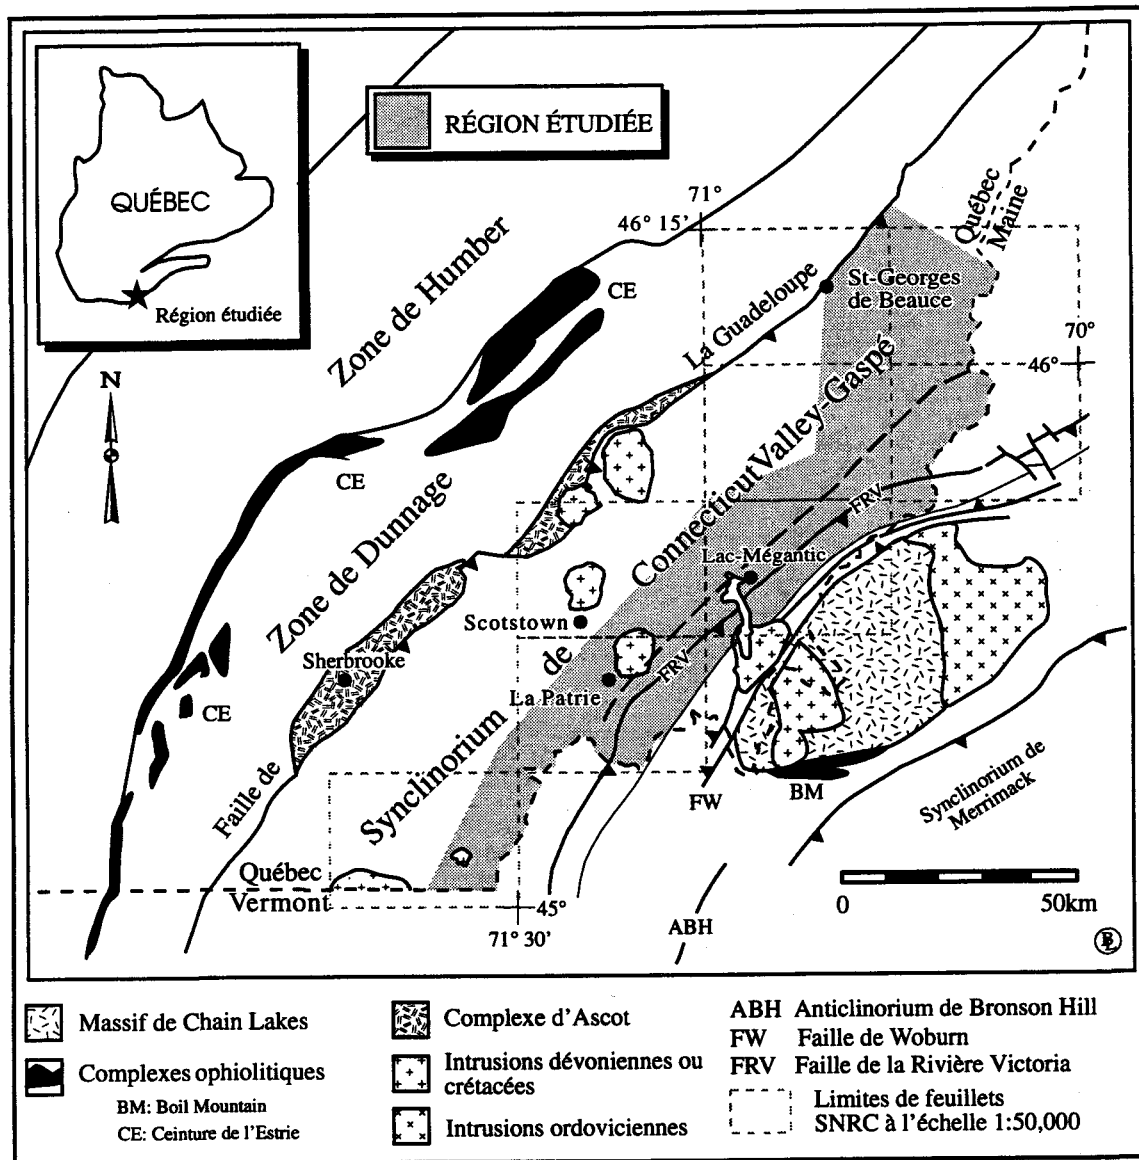 QUÉBEC
Région étudiée
RÉGION ÉTUDIÉE
N
71°
46° 15'
Québec
Maine
Zone de Humber
CE
La Guadeloupe
St-Georges
de Beauce
70°
46°
CE
Zone de Dunnage
Connecticut Valley-Gaspé
FRV
Lac-Mégantic
Scotstown
de
Sherbrooke
FRV
La Patrie
CE
Synclinorium
Faille de
FW
BM
Synclinorium de
Merrimack
Québec
Vermont
45°
71° 30'
ABH
0 50km
Massif de Chain Lakes
Complexes ophiolitiques
BM: Boil Mountain
CE: Ceinture de l'Estrie
Complexe d'Ascot
Intrusions dévoniennes ou
crétacées
Intrusions ordoviciennes
ABH Anticlinorium de Bronson Hill
FW Faille de Woburn
FRV Faille de la Rivière Victoria
Limites de feuillets
SNRC à l'échelle 1:50,000